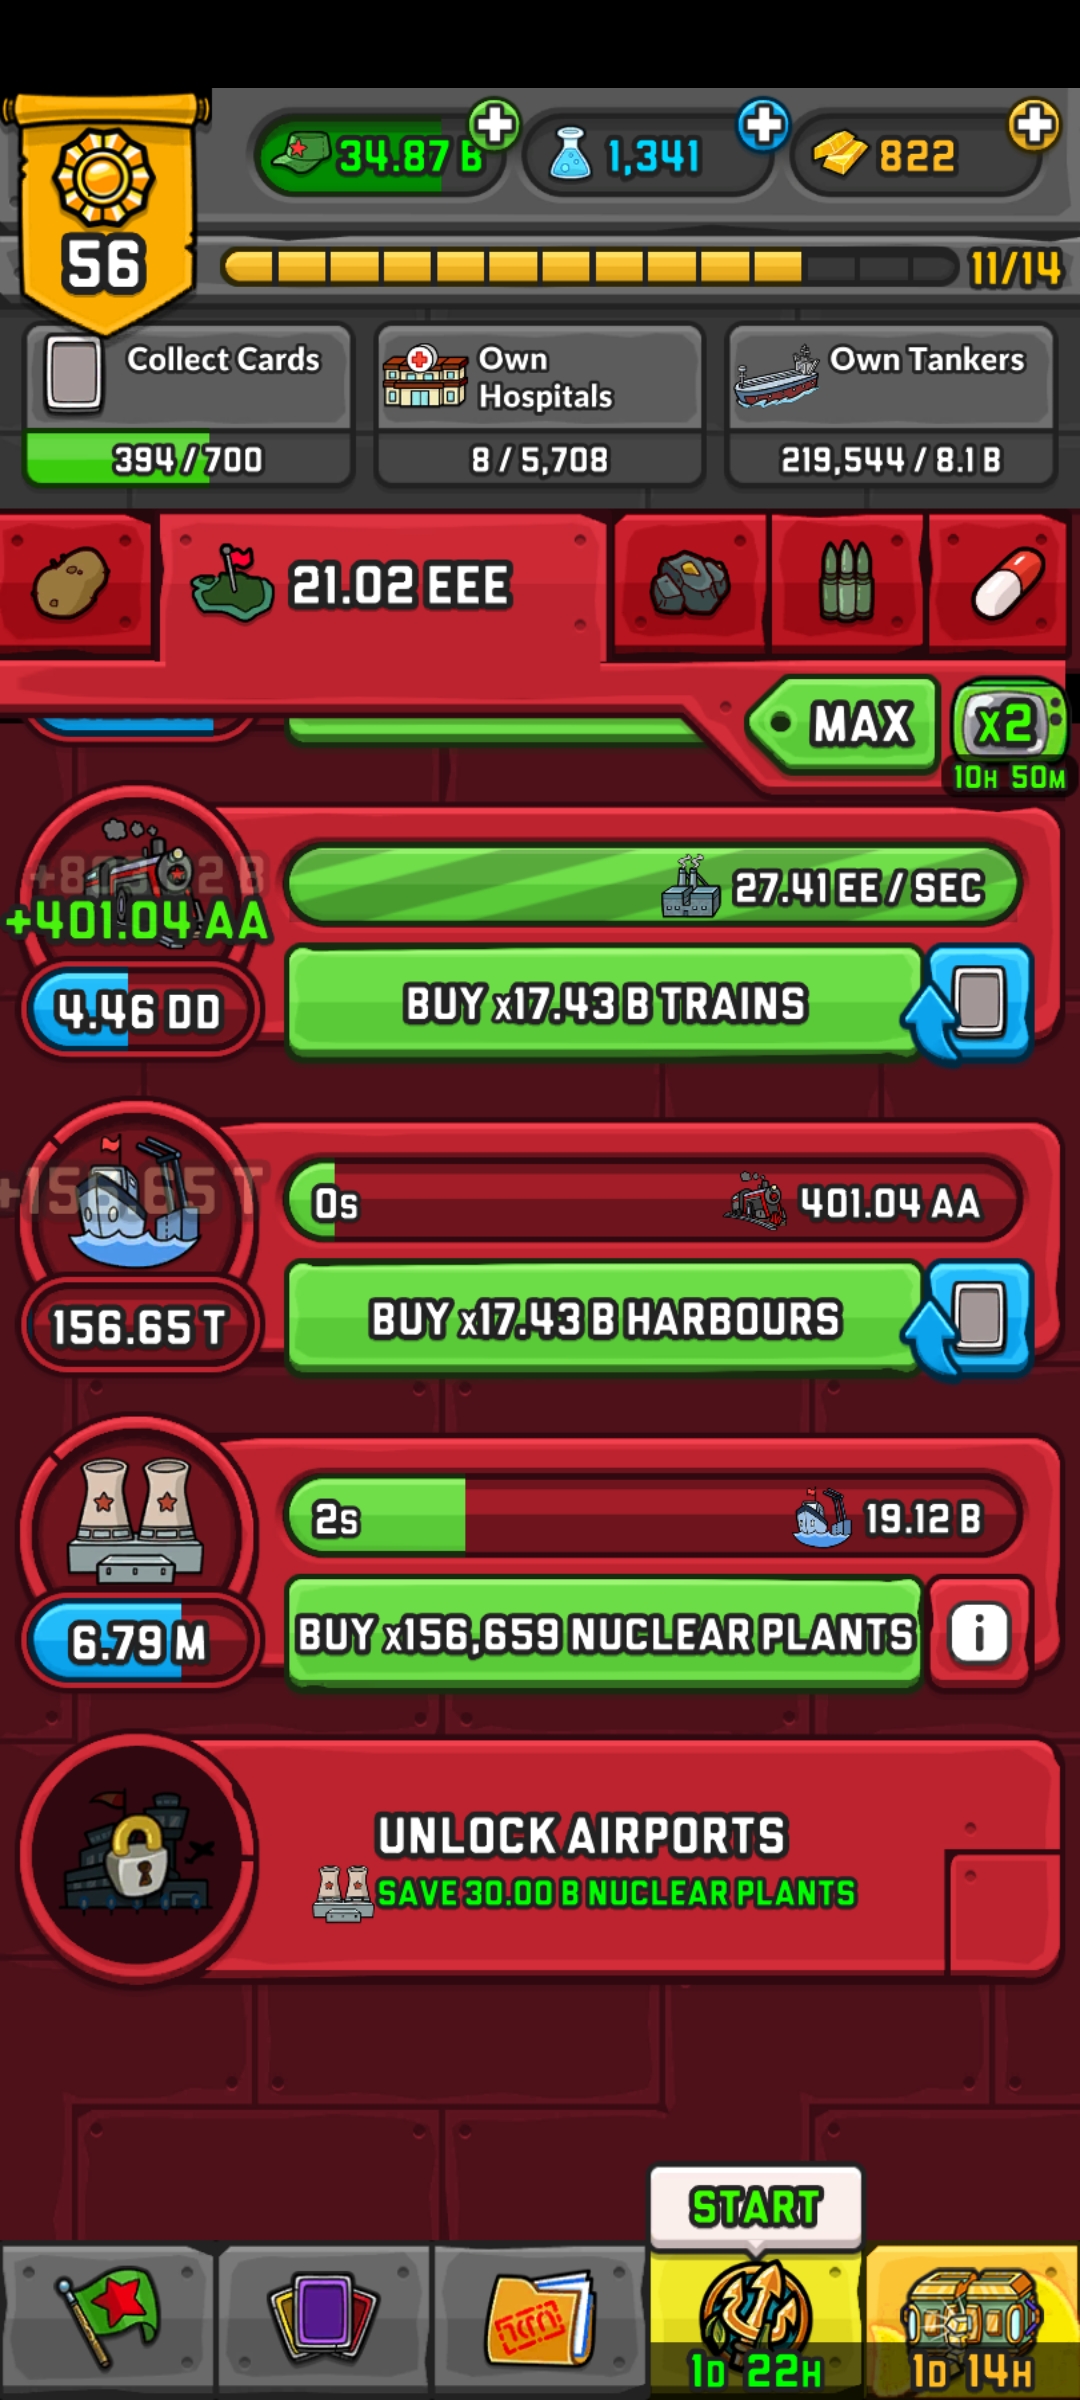 56
34.87 B
1,341
822
11/14
Collect Cards
394/700
Own
Hospitals
8/5,708
Own Tankers
219,544/8.1 B
21.02 EEE
MAX
x2
10H 50M
+401.04 AA
27.41 EE/SEC
4.46 DD
BUY x17.43 B TRAINS
+156.65 T
0s
401.04 AA
156.65 T
BUY x17.43 B HARBOURS
2s
19.12 B
6.79 M
BUY x156,659 NUCLEAR PLANTS
i
UNLOCK AIRPORTS
SAVE 30.00 B NUCLEAR PLANTS
START
1D 22H
1D 14H